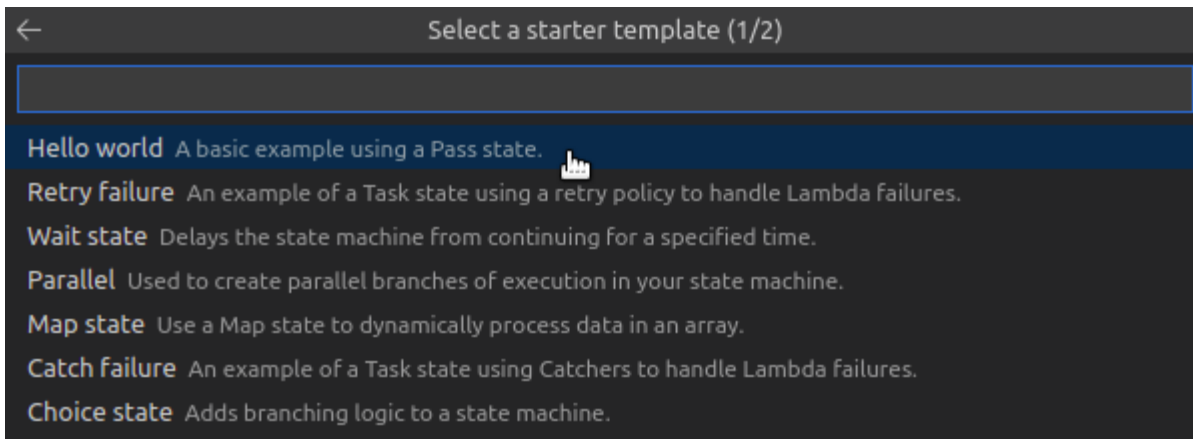 Select a starter template (1/2)
Hello world A basic example using a Pass state.
Retry failure An example of a Task state using a retry policy to handle Lambda failures.
Wait state Delays the state machine from continuing for a specified time.
Parallel Used to create parallel branches of execution in your state machine.
Map state Use a Map state to dynamically process data in an array.
Catch failure An example of a Task state using Catchers to handle Lambda failures.
Choice state Adds branching logic to a state machine.